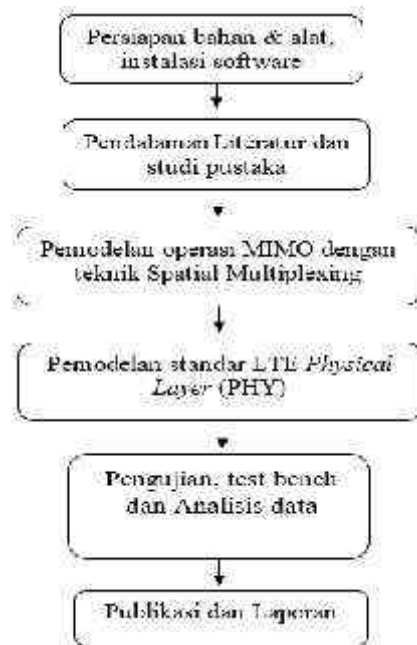 Persiapan bahan & alat,
instalasi software
Pendalaman Literatur dan
studi pustaka
Pemodelan operasi MIMO dengan
teknik Spatial Multiplexing
Pemodelan standar LTE Physical
Layer (PHY)
Pengujian, test bench
dan Analisis data
Publikasi dan Laporan